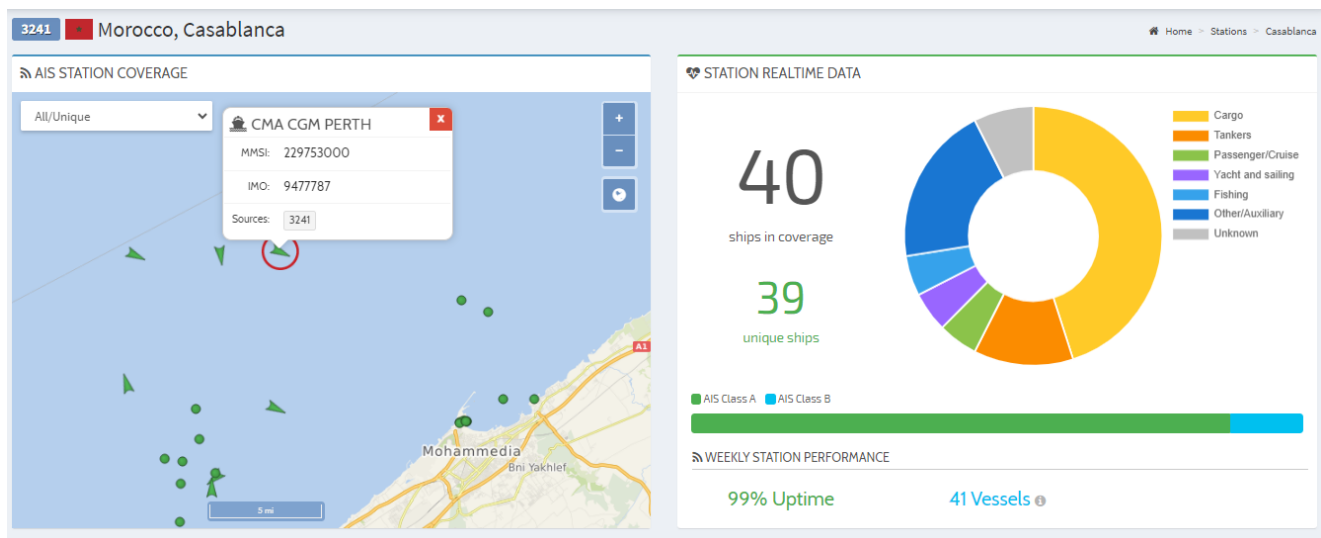 3241 Morocco, Casablanca
Home > Stations > Casablanca
AIS STATION COVERAGE
All/Unique
CMA CGM PERTH
x
MMSI: 229753000
IMO: 9477787
Sources: 3241
+
−
A1
Mohammedia
Bni Yakhlef
5 mi
STATION REALTIME DATA
40
ships in coverage
39
unique ships
Cargo
Tankers
Passenger/Cruise
Yacht and sailing
Fishing
Other/Auxiliary
Unknown
AIS Class A AIS Class B
WEEKLY STATION PERFORMANCE
99% Uptime 41 Vessels